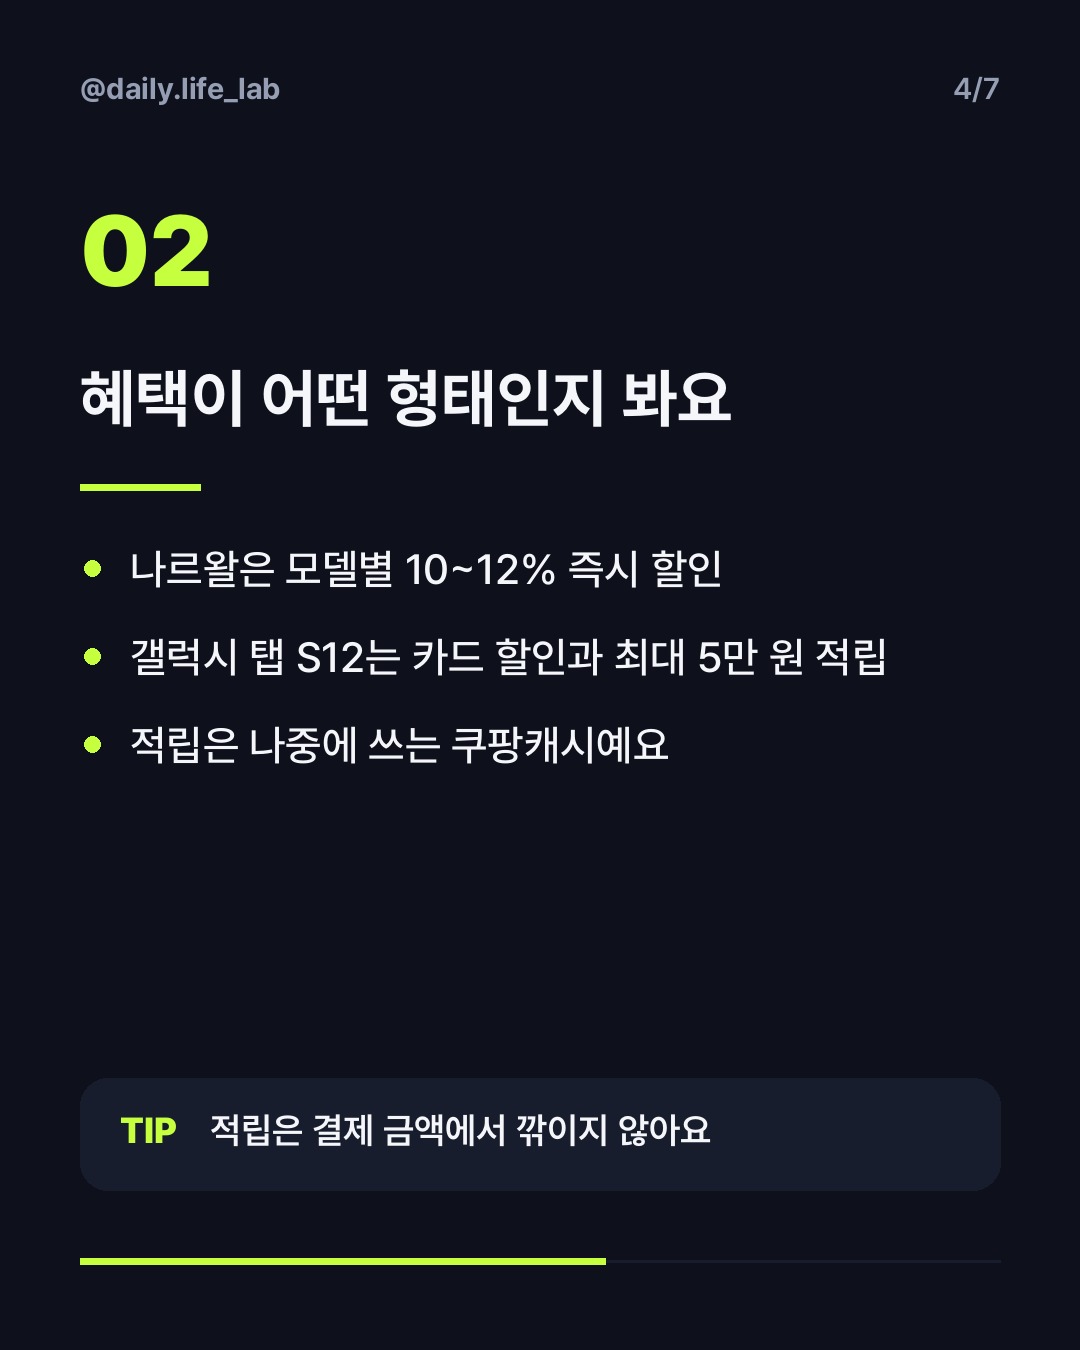 @daily.life_lab
4/7
02
혜택이 어떤 형태인지 봐요
나르왈은 모델별 10~12% 즉시 할인
갤럭시 탭 S12는 카드 할인과 최대 5만 원 적립
적립은 나중에 쓰는 쿠팡캐시예요
TIP 적립은 결제 금액에서 깎이지 않아요